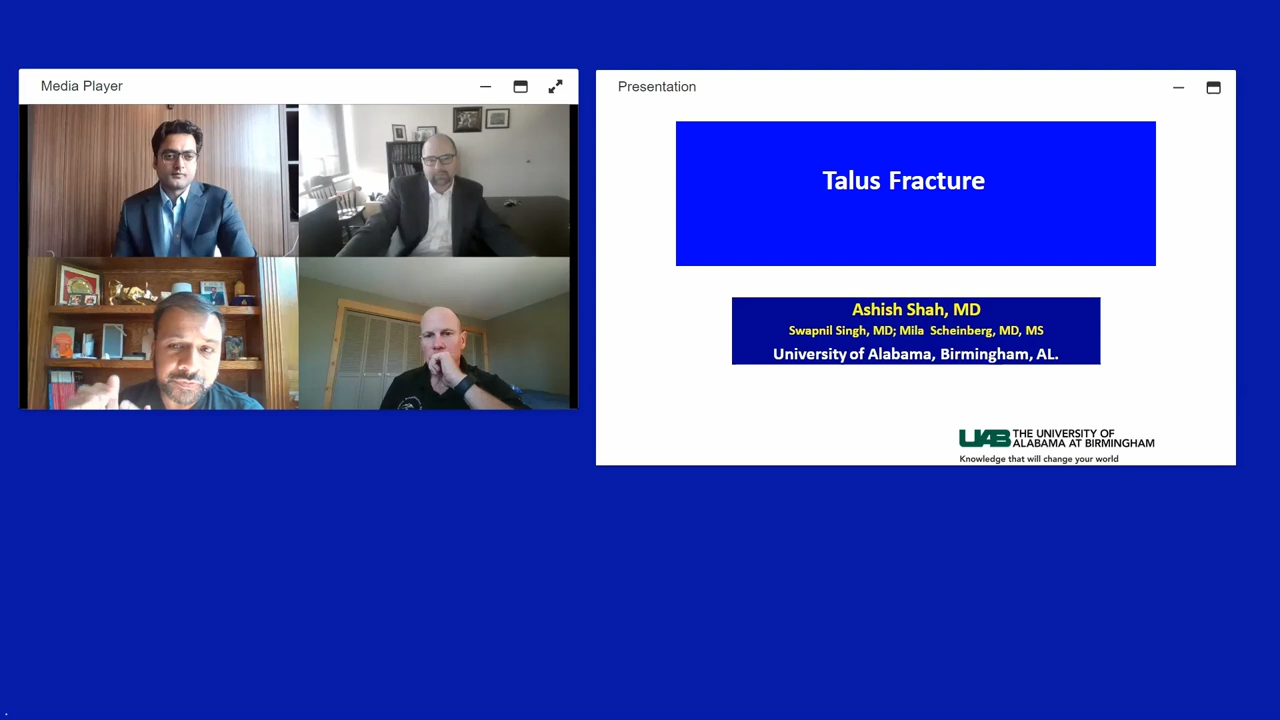 Media Player
Presentation
Talus Fracture
Ashish Shah, MD
Swapnil Singh, MD; Mila Scheinberg, MD, MS
University of Alabama, Birmingham, AL.
UAB THE UNIVERSITY OF
ALABAMA AT BIRMINGHAM
Knowledge that will change your world